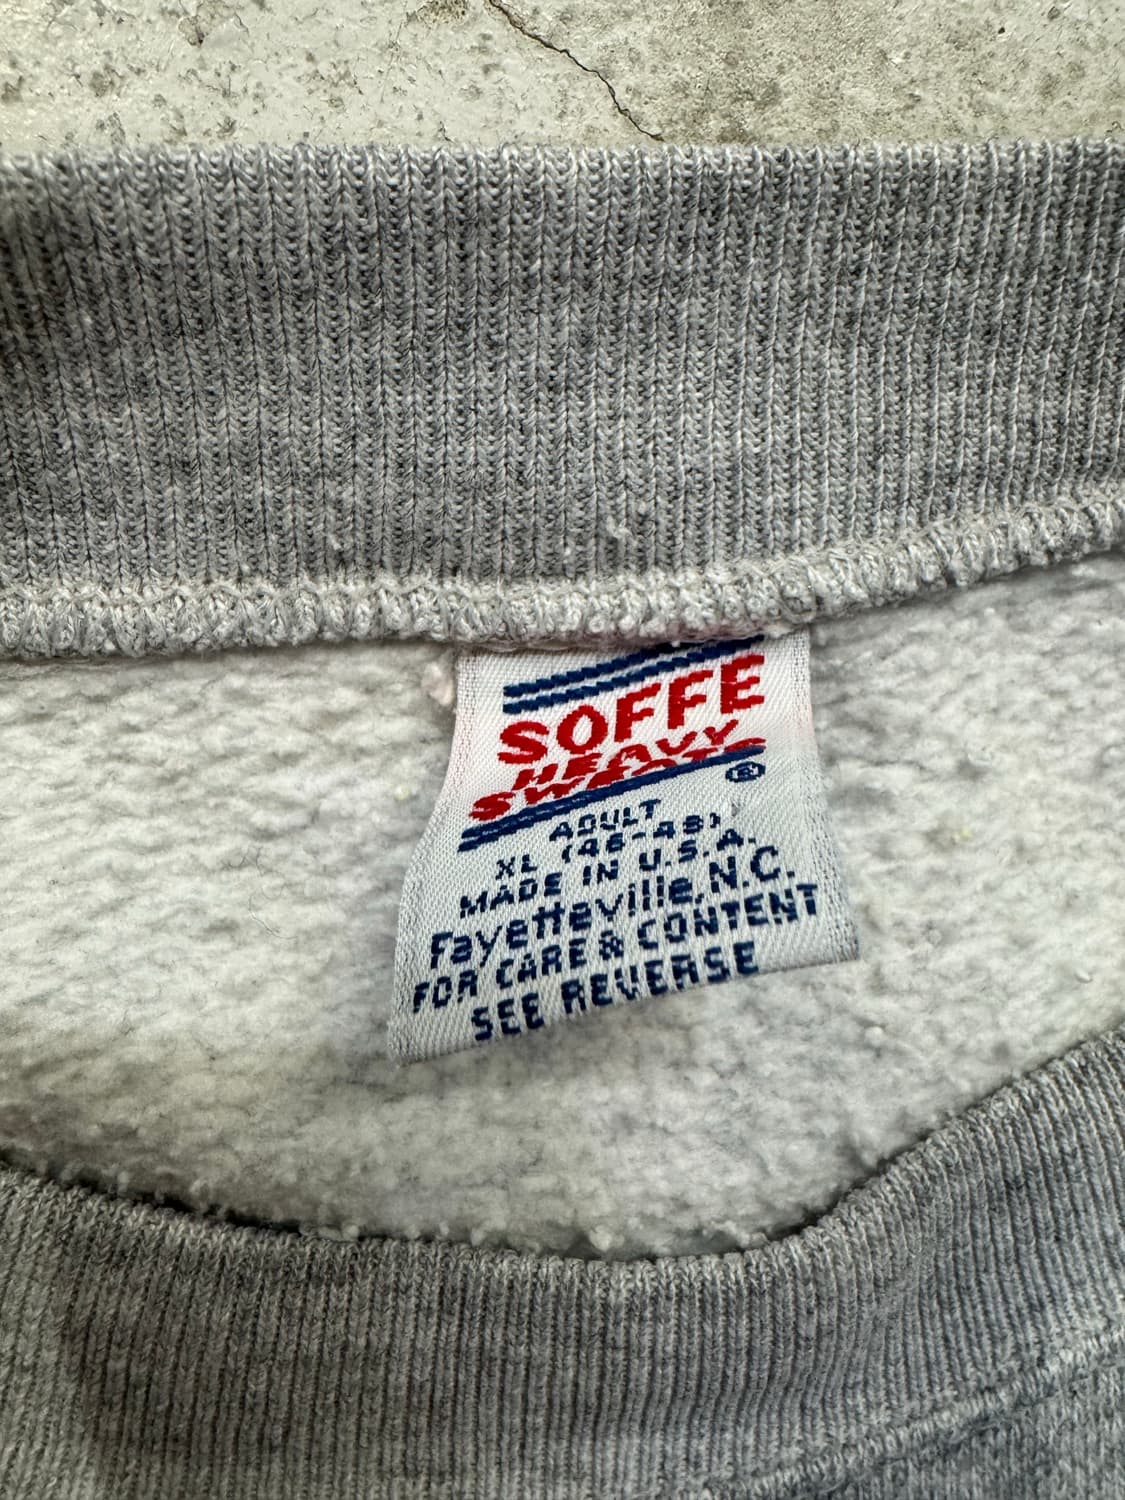 SOFFE
HEAVY
SWEATS
®
ADULT
XL (46-48)
MADE IN U.S.A.
Fayetteville, N.C.
FOR CARE & CONTENT
SEE REVERSE